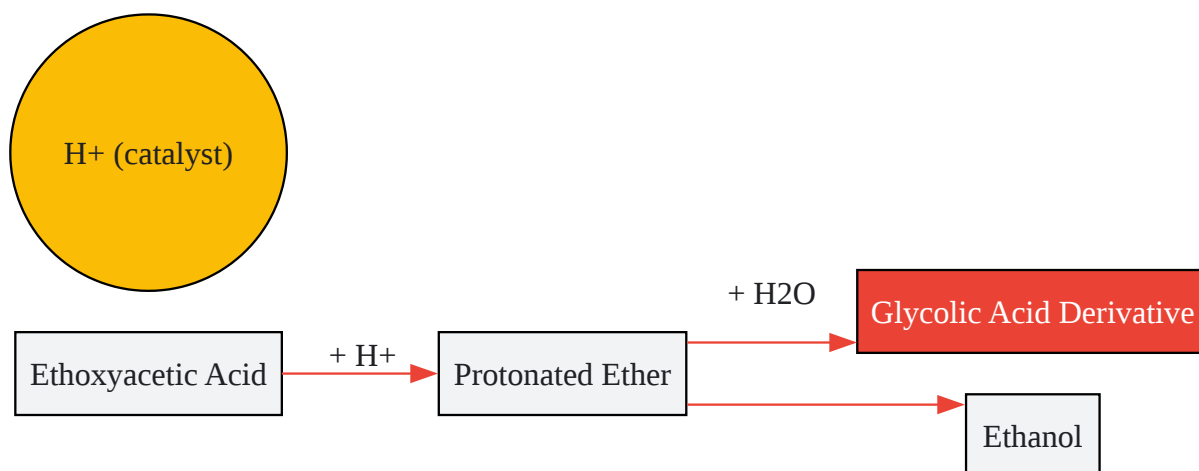 H+ (catalyst)
+ H2O
Glycolic Acid Derivative
Ethoxyacetic Acid
+ H+
Protonated Ether
Ethanol